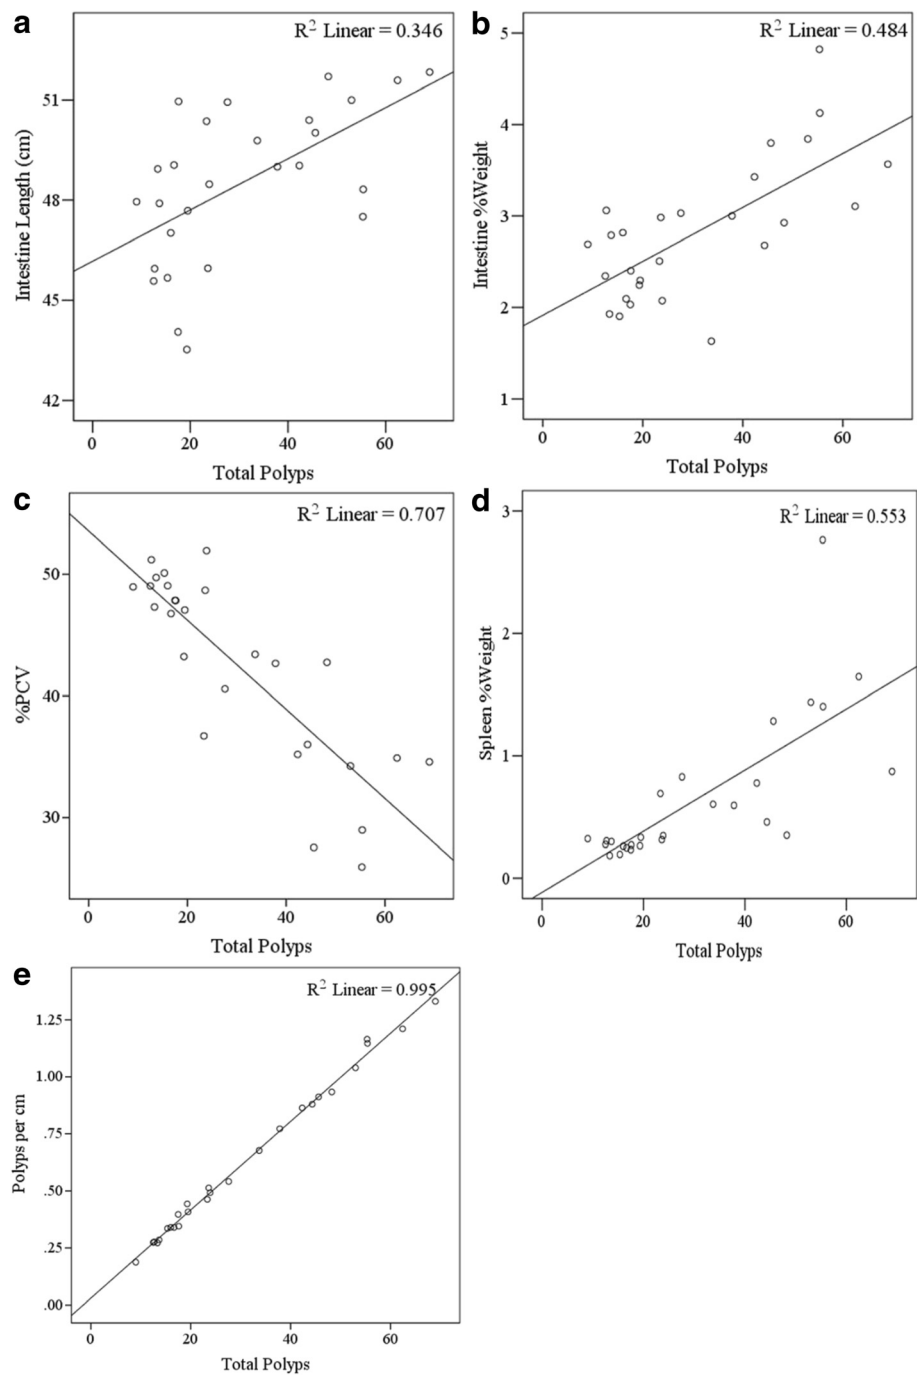 a
R² Linear = 0.346
Intestine Length (cm)
51
48
45
42
0 20 40 60
Total Polyps
b
R² Linear = 0.484
Intestine %Weight
5
4
3
2
1
0 20 40 60
Total Polyps
c
R² Linear = 0.707
%PCV
50
40
30
0 20 40 60
Total Polyps
d
R² Linear = 0.553
Spleen %Weight
3
2
1
0
0 20 40 60
Total Polyps
e
R² Linear = 0.995
Polyps per cm
1.25
1.00
.75
.50
.25
.00
0 20 40 60
Total Polyps